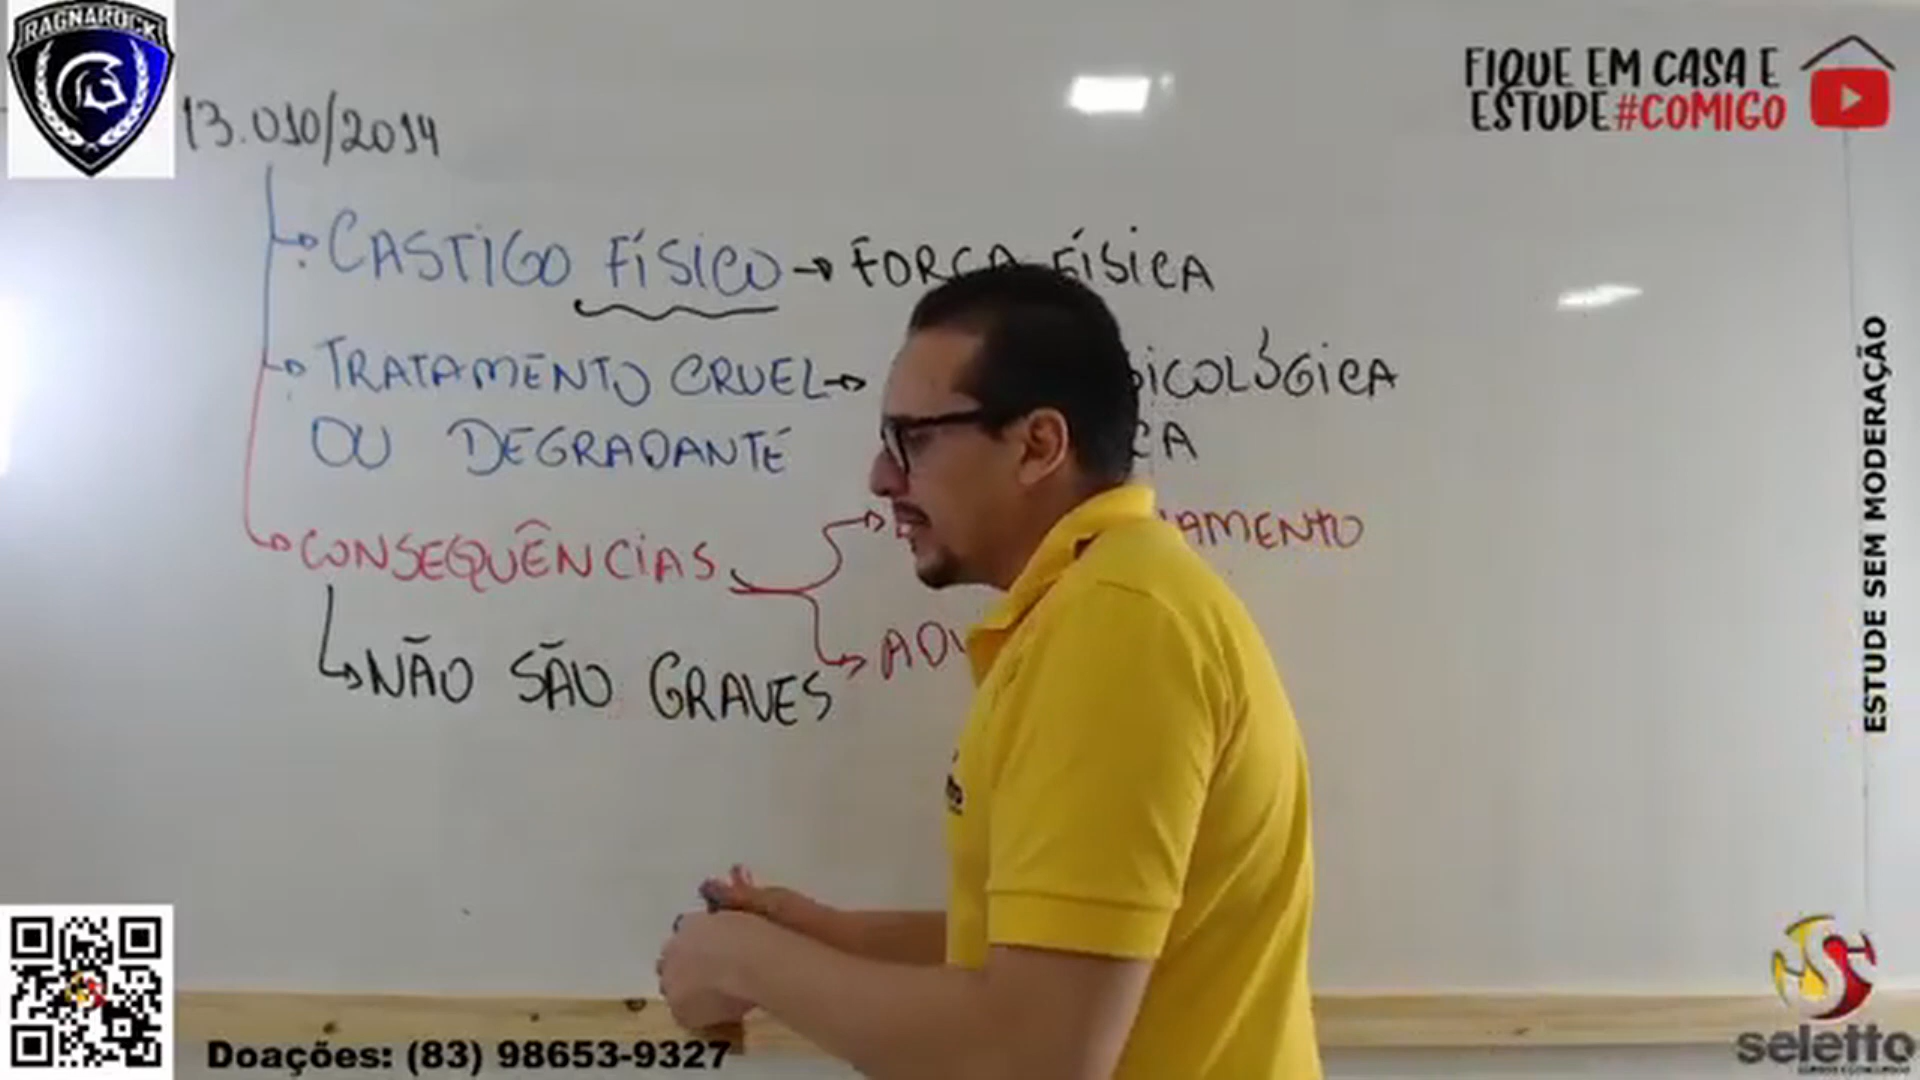 RAGNAROCK
FIQUE EM CASA E
ESTUDE #COMIGO
13.010/2014
CASTIGO FÍSICO → FORÇA FÍSICA
TRATAMENTO CRUEL →
OU DEGRADANTE
CONSEQUÊNCIAS
NÃO SÃO GRAVES
ESTUDE SEM MODERAÇÃO
Doações: (83) 98653-9327
seletto